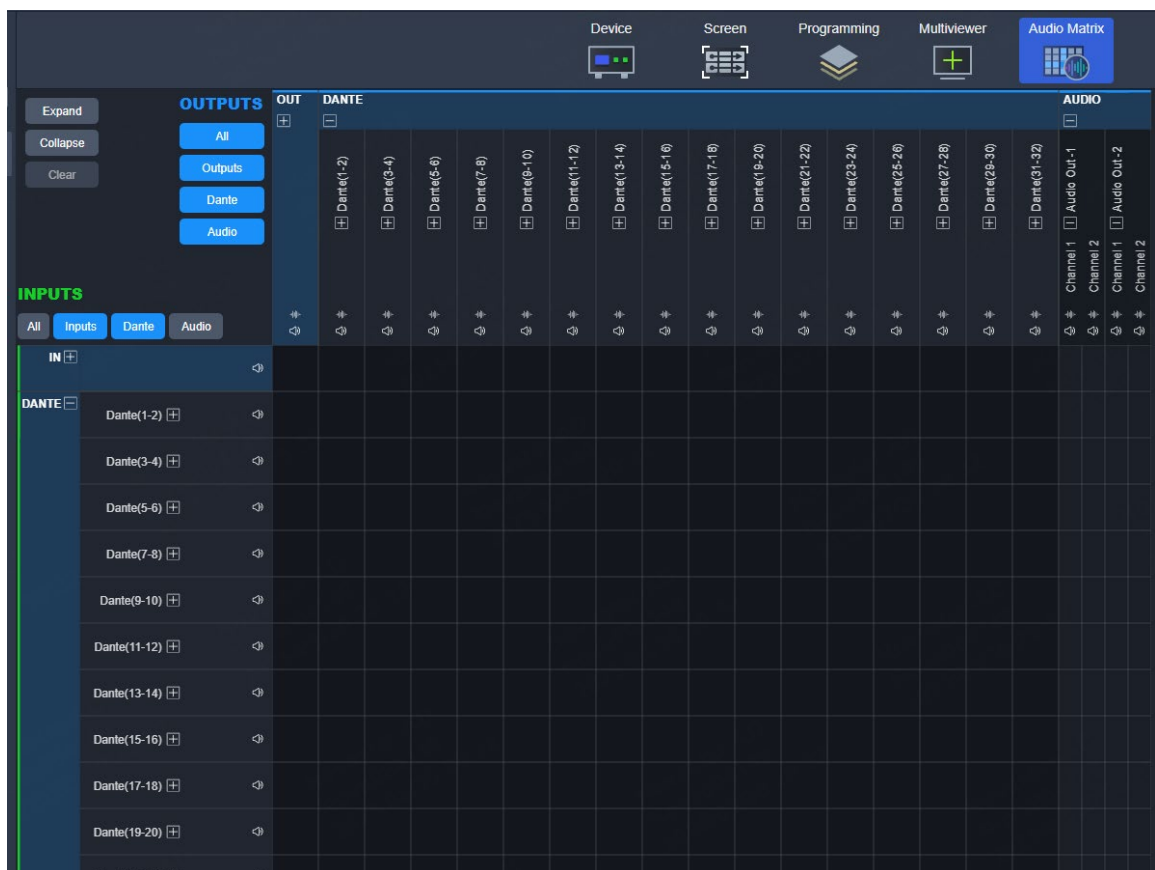 Device Screen Programming Multiviewer Audio Matrix
Expand
Collapse
Clear
OUTPUTS
All
Outputs
Dante
Audio
OUT DANTE AUDIO
Dante(1-2)
Dante(3-4)
Dante(5-6)
Dante(7-8)
Dante(9-10)
Dante(11-12)
Dante(13-14)
Dante(15-16)
Dante(17-18)
Dante(19-20)
Dante(21-22)
Dante(23-24)
Dante(25-26)
Dante(27-28)
Dante(29-30)
Dante(31-32)
Audio Out-1
Audio Out-2
Channel 1
Channel 2
Channel 1
Channel 2
INPUTS
All Inputs Dante Audio
IN
DANTE
Dante(1-2)
Dante(3-4)
Dante(5-6)
Dante(7-8)
Dante(9-10)
Dante(11-12)
Dante(13-14)
Dante(15-16)
Dante(17-18)
Dante(19-20)